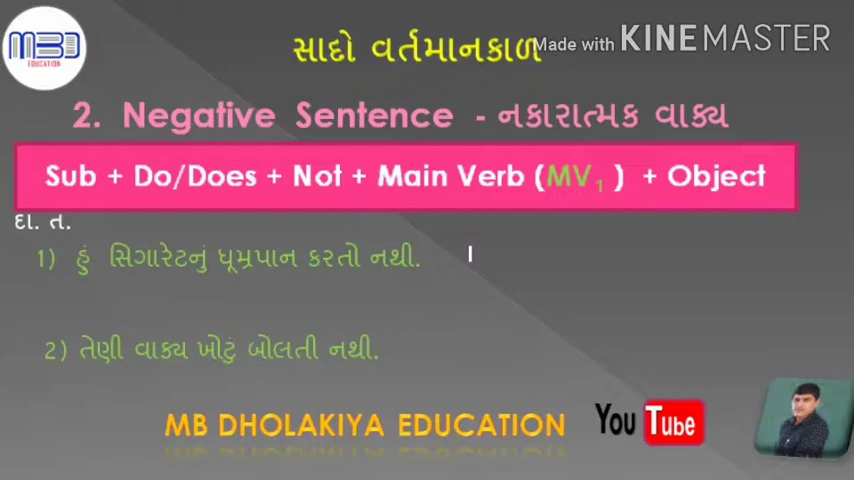 MBD
EDUCATION
સાદો વર્તમાનકાળ
Made with KINEMASTER
2. Negative Sentence - નકારાત્મક વાક્ય
Sub + Do/Does + Not + Main Verb (MV1 ) + Object
દા. ત.
1) હું સિગારેટનું ધૂમ્રપાન કરતો નથી. I
2) તેણી વાક્ય ખોટું બોલતી નથી.
MB DHOLAKIYA EDUCATION
You Tube